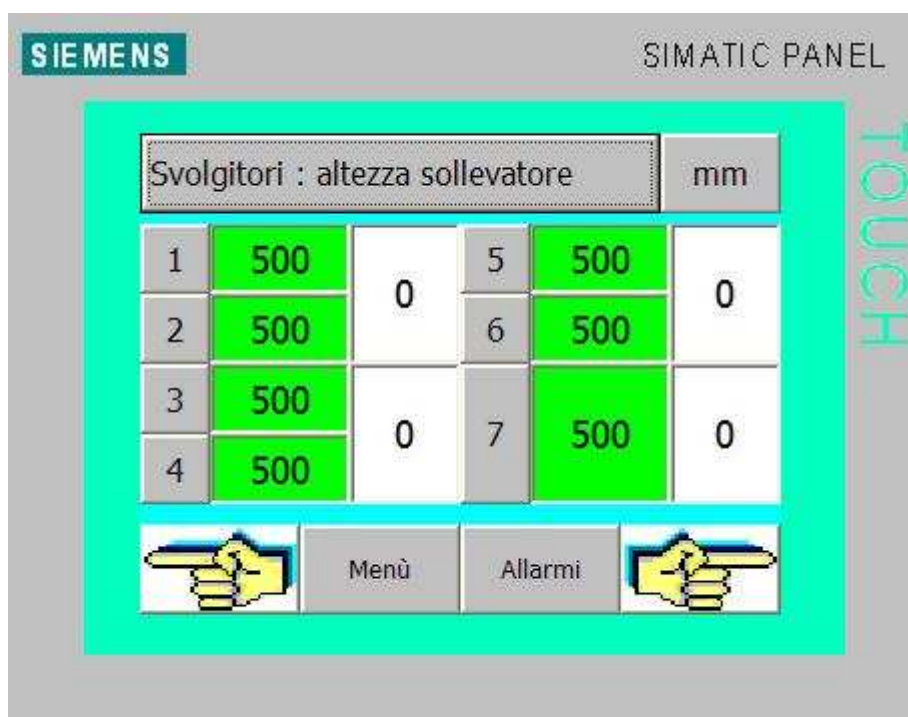 SIEMENS
SIMATIC PANEL
TOUCH
Svolgitori : altezza sollevatore mm
1 500 0 5 500 0
2 500 6 500
3 500 0 7 500 0
4 500
Menù Allarmi